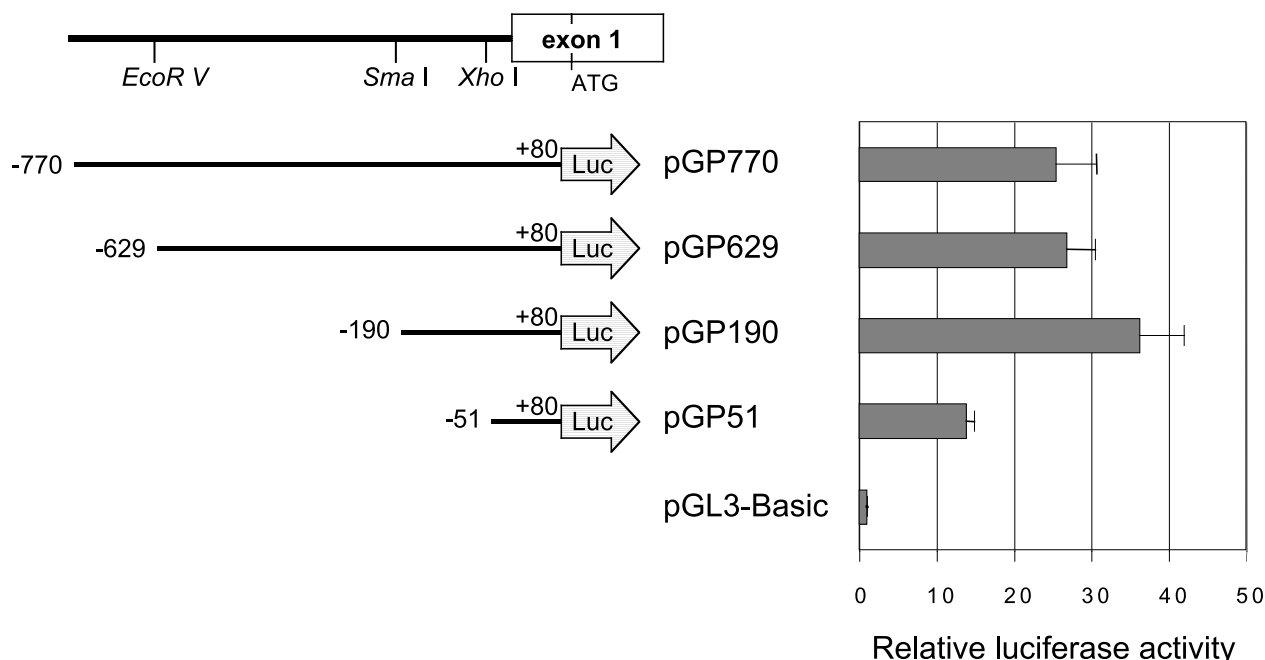 exon 1
EcoR V Sma I Xho I ATG
-770 +80 Luc pGP770
-629 +80 Luc pGP629
-190 +80 Luc pGP190
-51 +80 Luc pGP51
pGL3-Basic
0 10 20 30 40 50
Relative luciferase activity